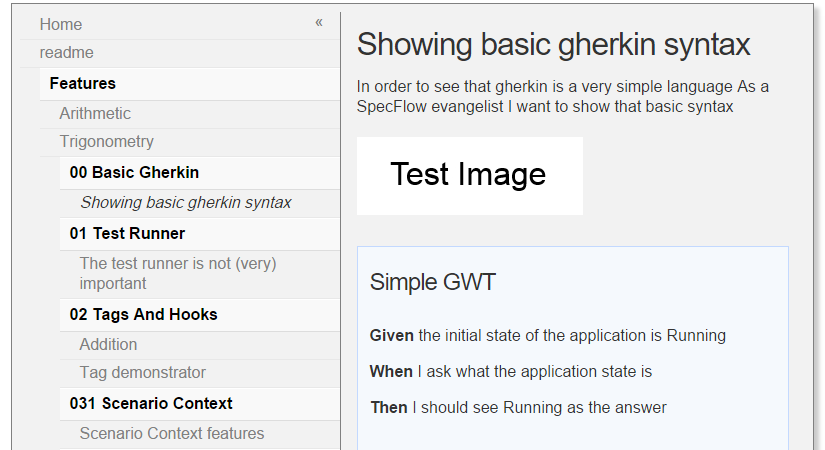 Home «
readme
Features
Arithmetic
Trigonometry
00 Basic Gherkin
Showing basic gherkin syntax
01 Test Runner
The test runner is not (very)
important
02 Tags And Hooks
Addition
Tag demonstrator
031 Scenario Context
Scenario Context features
Showing basic gherkin syntax
In order to see that gherkin is a very simple language As a
SpecFlow evangelist I want to show that basic syntax
Test Image
Simple GWT
Given the initial state of the application is Running
When I ask what the application state is
Then I should see Running as the answer